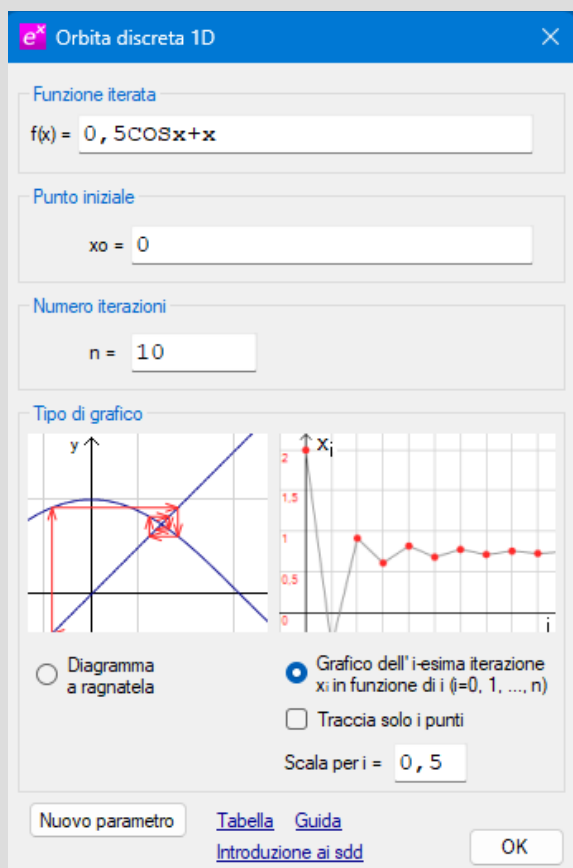 eˣ Orbita discreta 1D
Funzione iterata
f(x) = 0,5COSx+x
Punto iniziale
xo = 0
Numero iterazioni
n = 10
Tipo di grafico
y
xi
2
1,5
1
0,5
0
i
Diagramma
a ragnatela
Grafico dell'i-esima iterazione
xi in funzione di i (i=0, 1, ..., n)
Traccia solo i punti
Scala per i = 0,5
Nuovo parametro
Tabella Guida
Introduzione ai sdd
OK